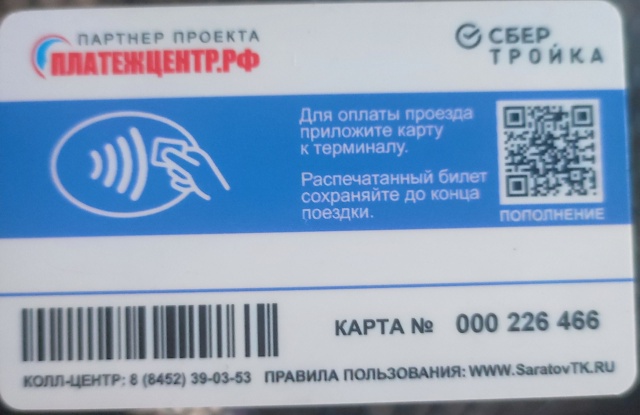 ПАРТНЕР ПРОЕКТА
ПЛАТЕЖЦЕНТР.РФ
СБЕР
ТРОЙКА
Для оплаты проезда
приложите карту
к терминалу.
Распечатанный билет
сохраняйте до конца
поездки.
ПОПОЛНЕНИЕ
КАРТА № 000 226 466
КОЛЛ-ЦЕНТР: 8 (8452) 39-03-53 ПРАВИЛА ПОЛЬЗОВАНИЯ: WWW.SaratovTK.RU